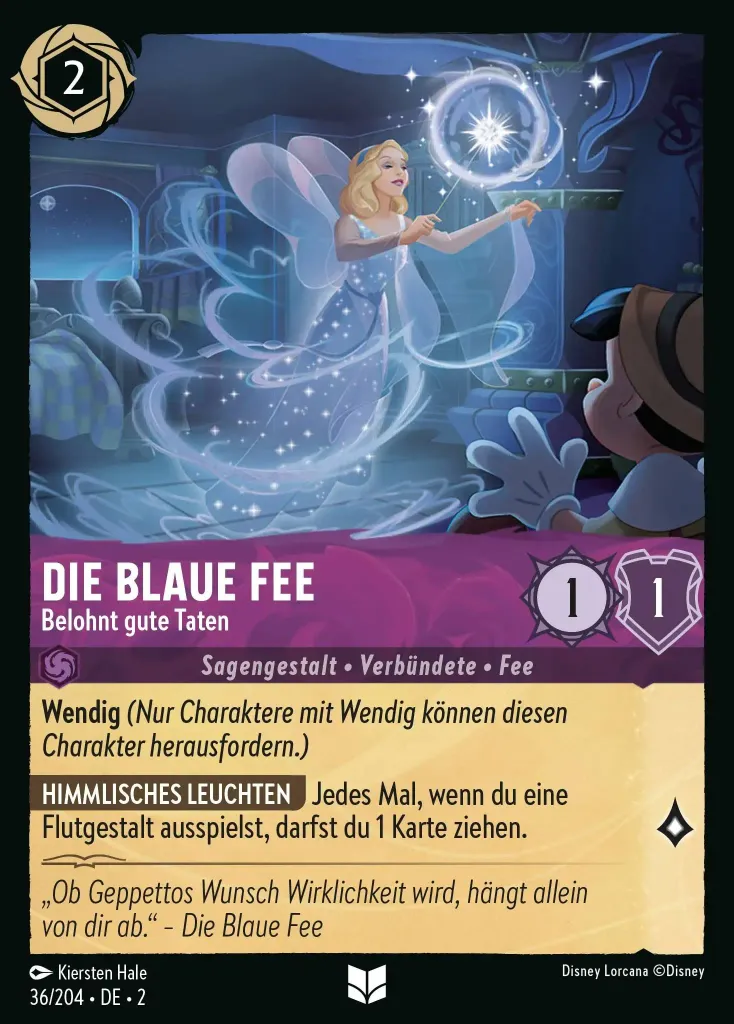 2
DIE BLAUE FEE
Belohnt gute Taten
1
1
Sagengestalt • Verbündete • Fee
Wendig (Nur Charaktere mit Wendig können diesen
Charakter herausfordern.)
HIMMLISCHES LEUCHTEN Jedes Mal, wenn du eine
Flutgestalt ausspielst, darfst du 1 Karte ziehen.
„Ob Geppettos Wunsch Wirklichkeit wird, hängt allein
von dir ab.“ – Die Blaue Fee
Kiersten Hale
Disney Lorcana ©Disney
36/204 • DE • 2